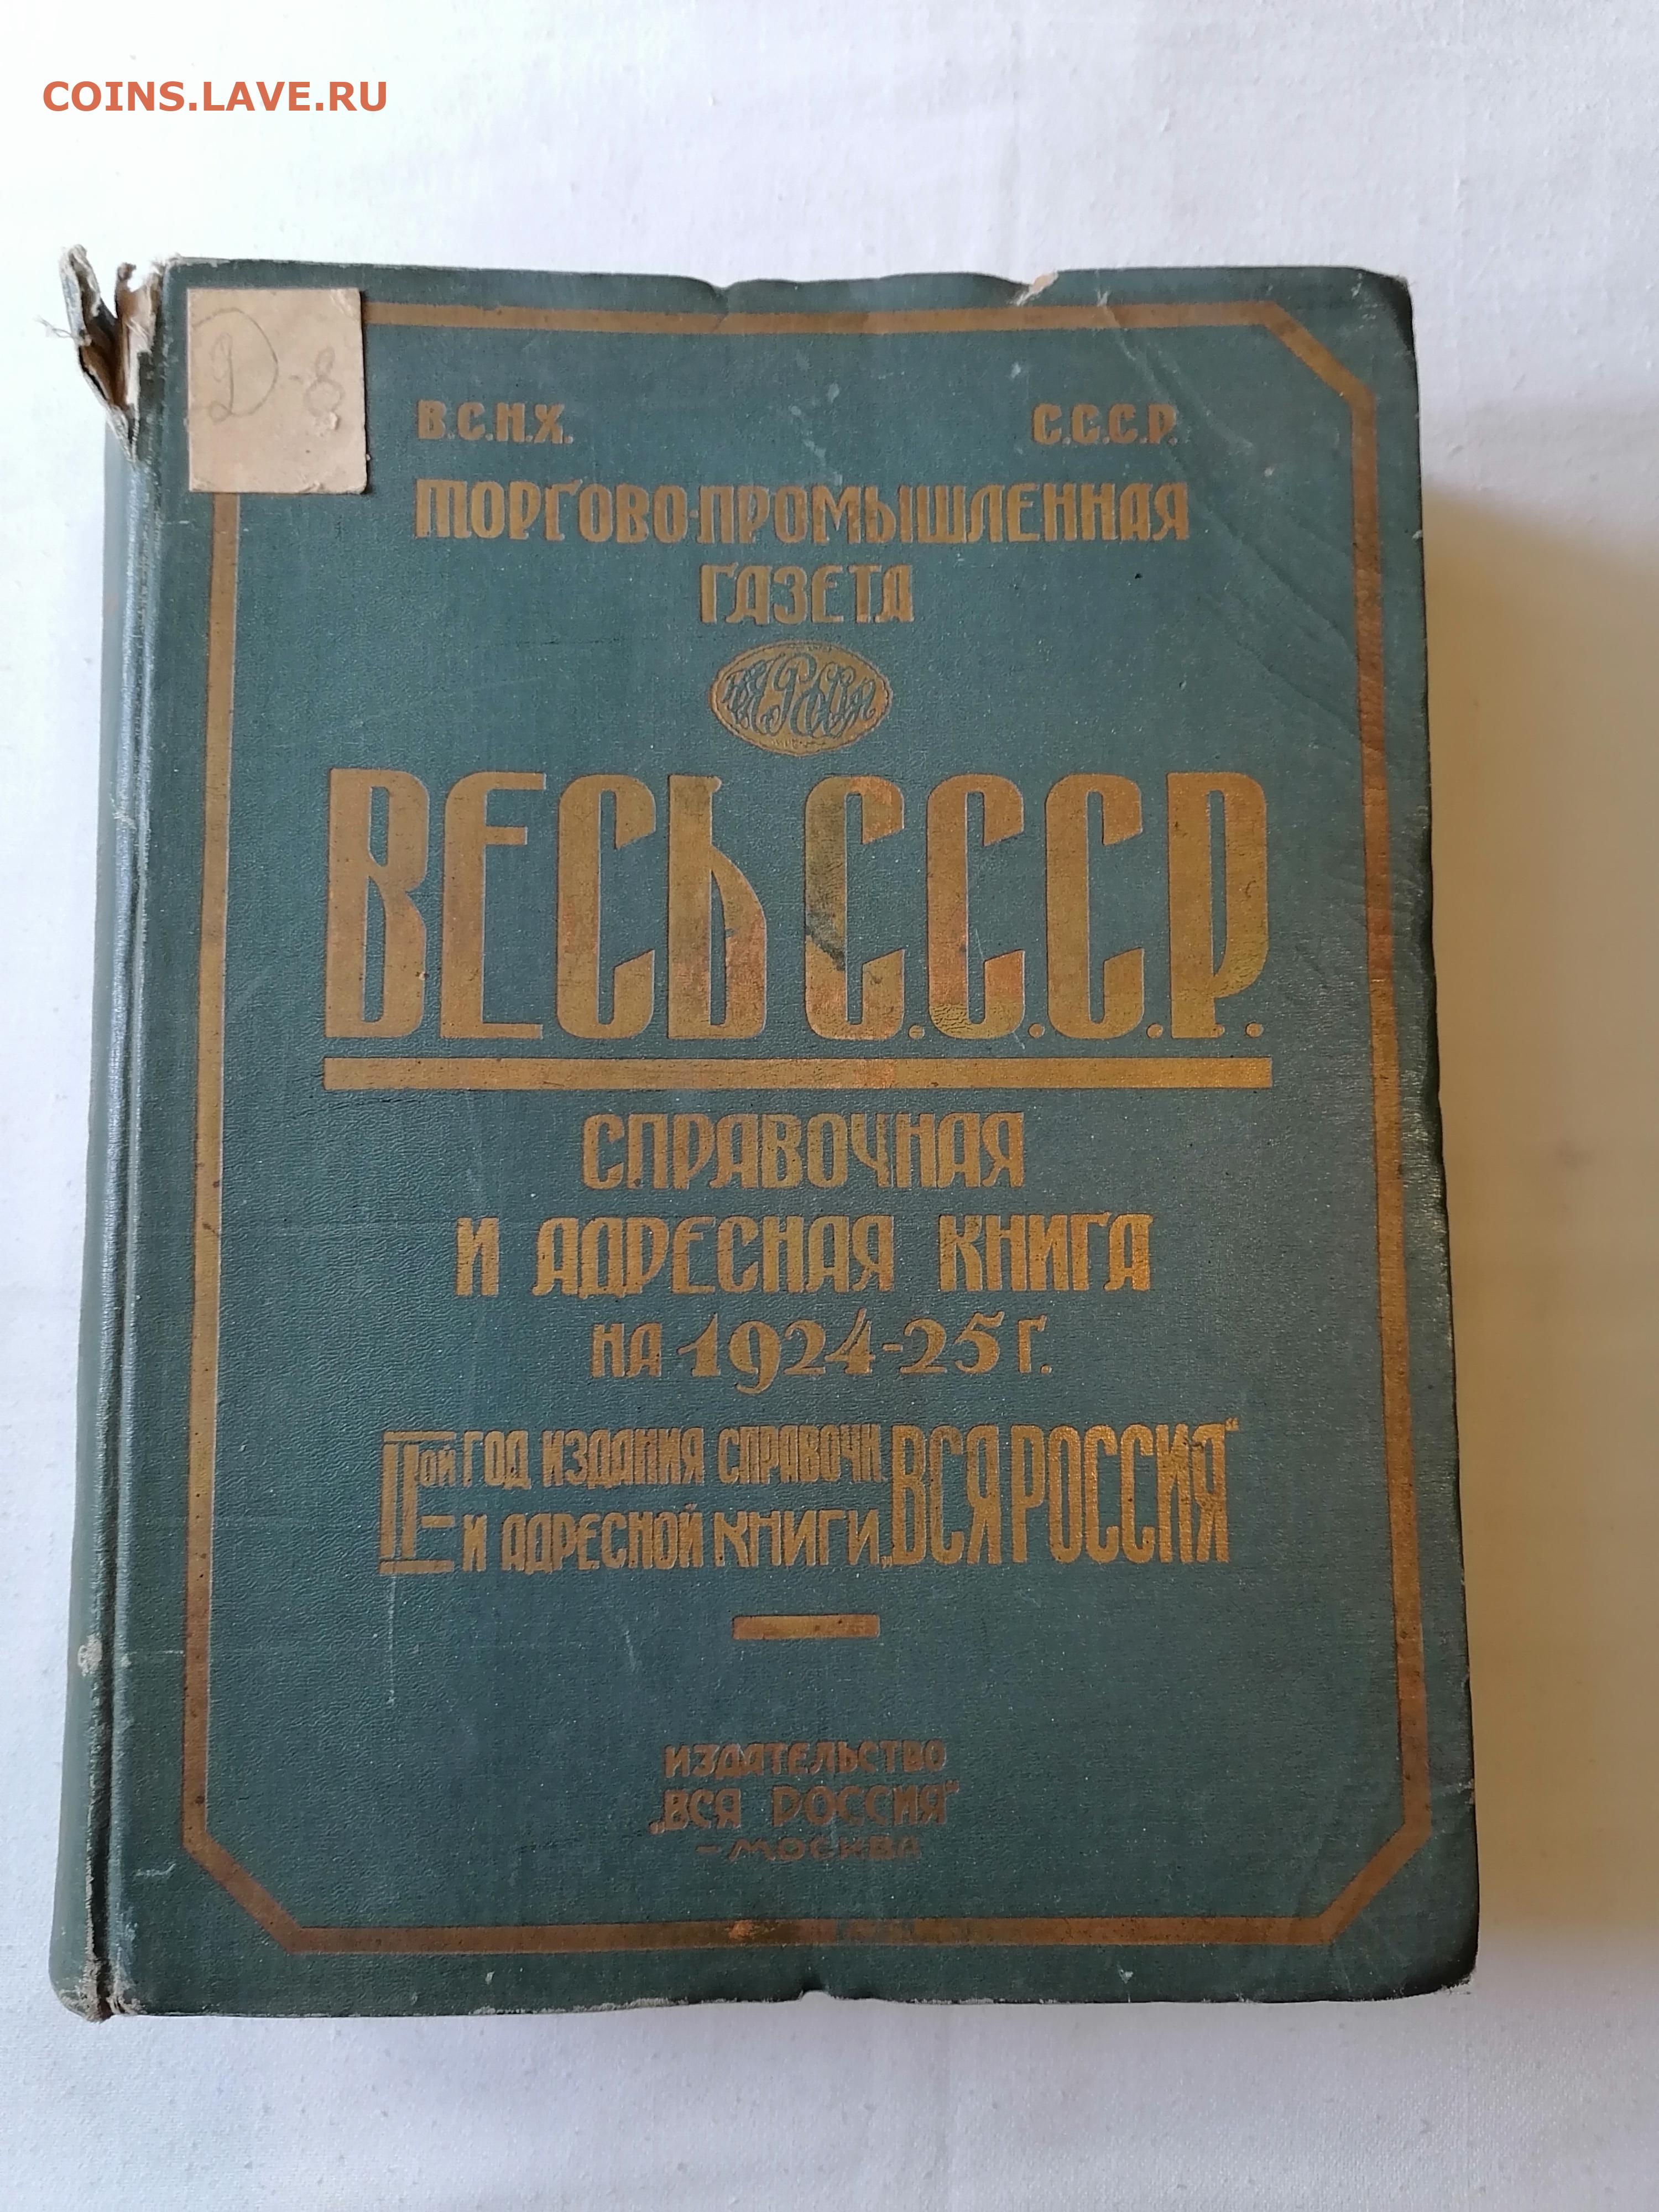 COINS.LAVE.RU
Д-8
В.С.Н.Х. С.С.С.Р.
ТОРГОВО-ПРОМЫШЛЕННАЯ
ГАЗЕТА
ВЕСЬ С.С.С.Р.
СПРАВОЧНАЯ
И АДРЕСНАЯ КНИГА
НА 1924-25 Г.
ГОД ИЗДАНИЯ СПРАВОЧН.
И АДРЕСНОЙ КНИГИ „ВСЯ РОССИЯ“
ИЗДАТЕЛЬСТВО
„ВСЯ РОССИЯ“
-МОСКВА